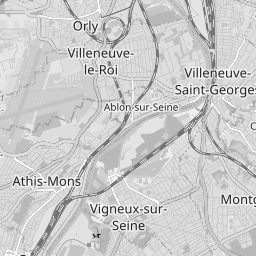 Orly
Villeneuve-
le-Roi
Villeneuve-
Saint-Georges
Ablon-sur-Seine
Athis-Mons
Vigneux-sur-
Seine
Montg